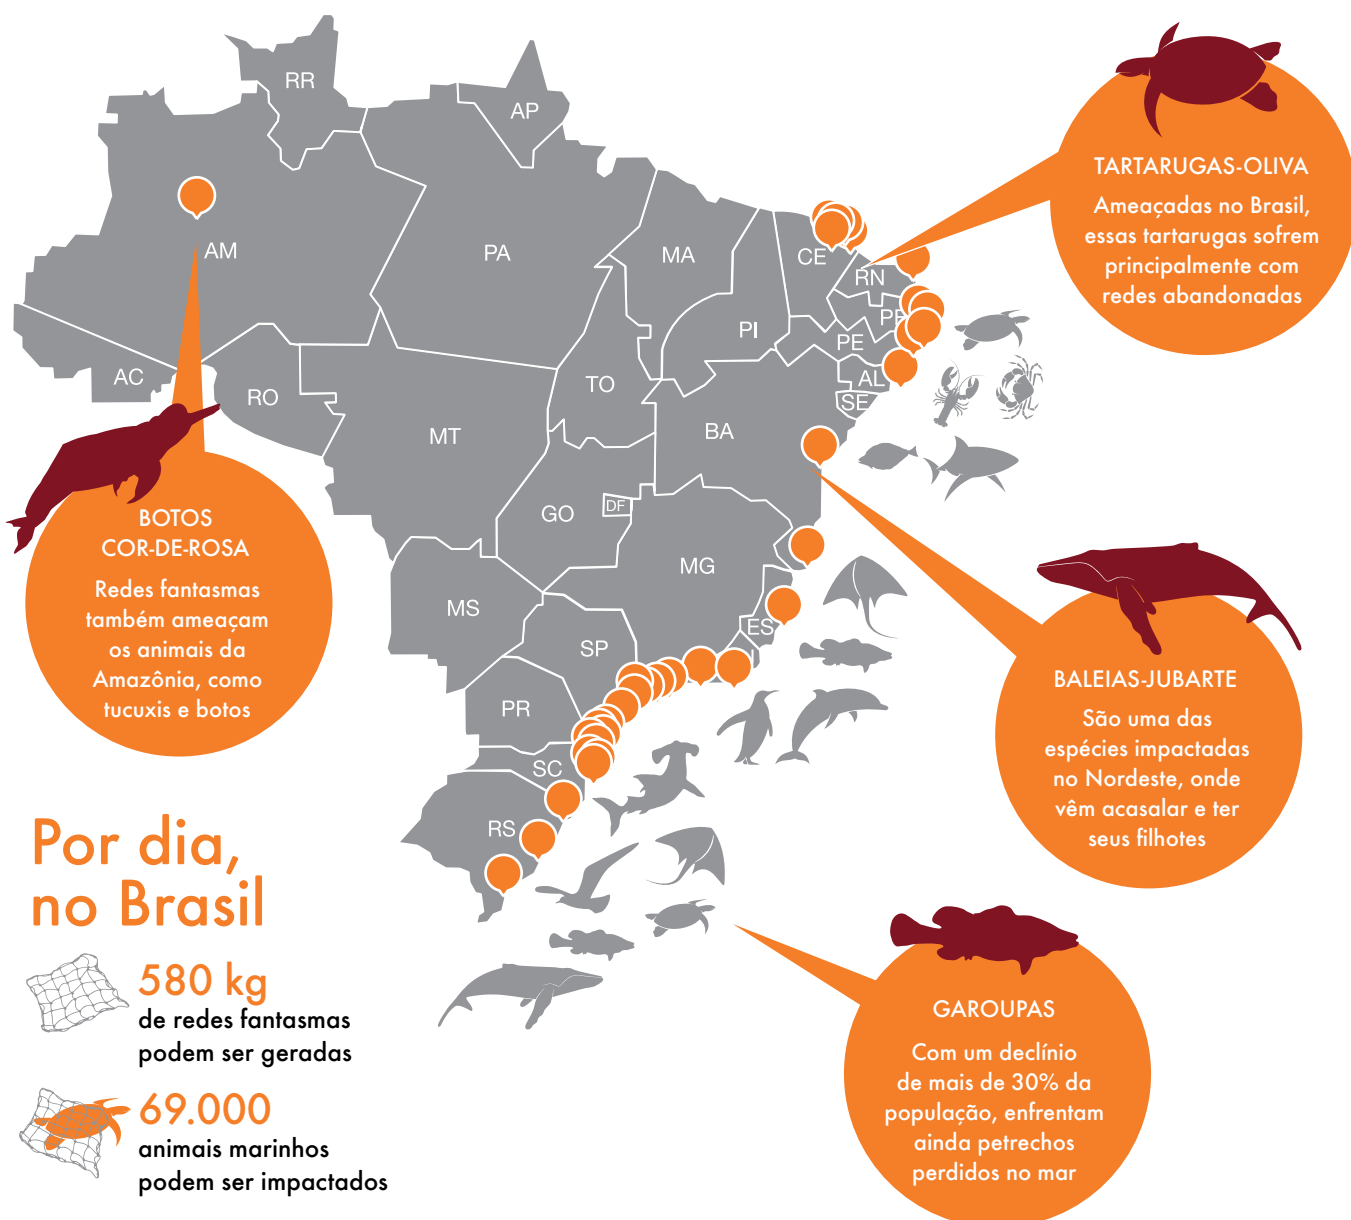 RR
AP
AM
PA
MA
CE
RN
PI
PE
AC
RO
TO
AL
SE
MT
BA
GO
DF
MG
MS
ES
SP
PR
SC
RS
TARTARUGAS-OLIVA
Ameaçadas no Brasil,
essas tartarugas sofrem
principalmente com
redes abandonadas
BOTOS
COR-DE-ROSA
Redes fantasmas
também ameaçam
os animais da
Amazônia, como
tucuxis e botos
BALEIAS-JUBARTE
São uma das
espécies impactadas
no Nordeste, onde
vêm acasalar e ter
seus filhotes
GAROUPAS
Com um declínio
de mais de 30% da
população, enfrentam
ainda petrechos
perdidos no mar
Por dia,
no Brasil
580 kg
de redes fantasmas
podem ser geradas
69.000
animais marinhos
podem ser impactados